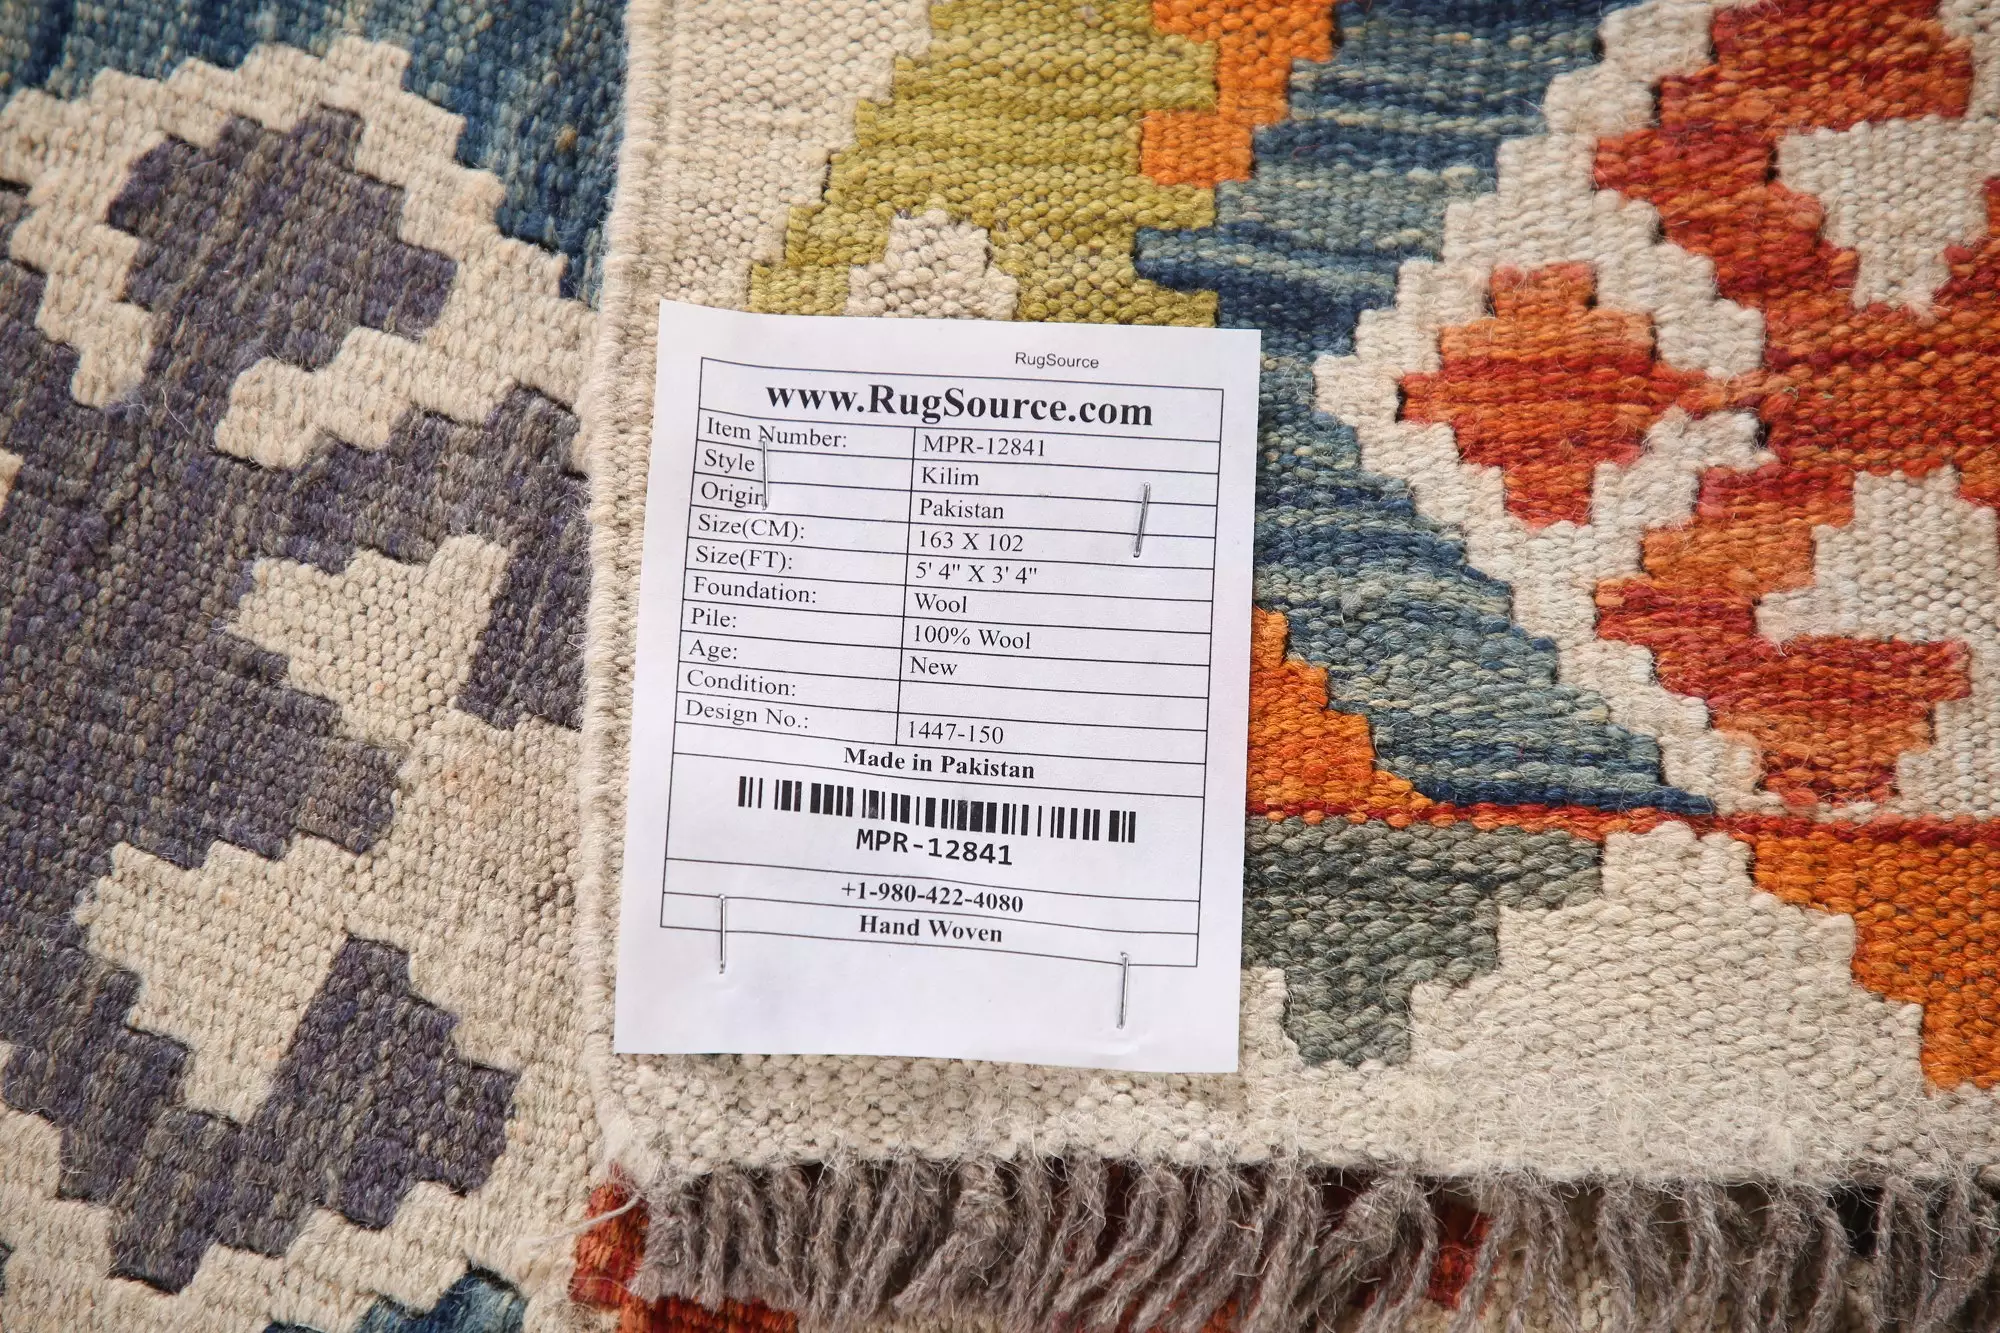 RugSource
www.RugSource.com
Item Number: MPR-12841
Style Kilim
Origin Pakistan
Size(CM): 163 X 102
Size(FT): 5' 4" X 3' 4"
Foundation: Wool
Pile: 100% Wool
Age: New
Condition:
Design No.: 1447-150
Made in Pakistan
MPR-12841
+1-980-422-4080
Hand Woven